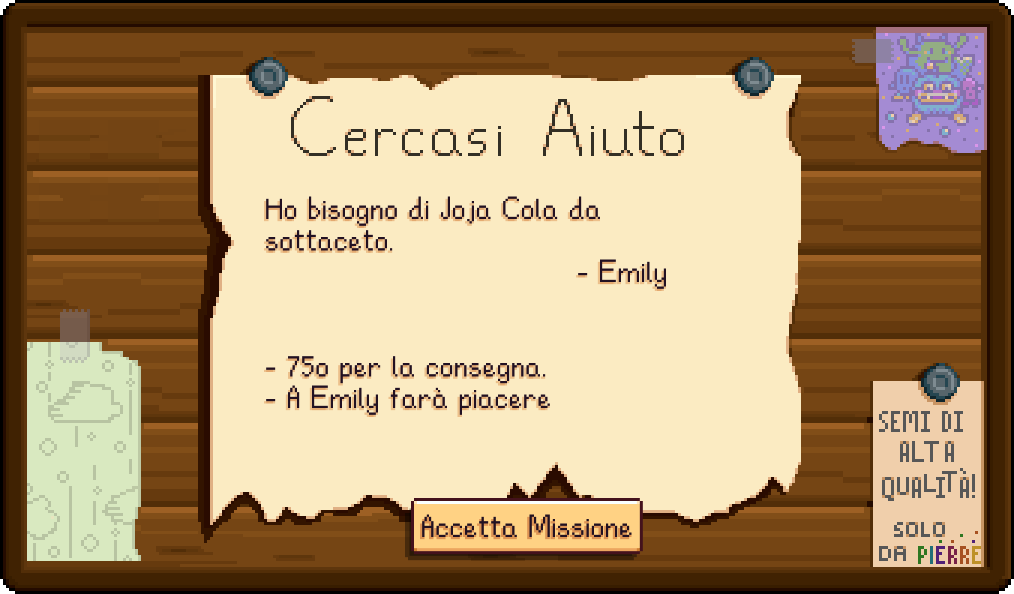 Cercasi Aiuto
Ho bisogno di Joja Cola da
sottaceto.
- Emily
- 75o per la consegna.
- A Emily farà piacere
Accetta Missione
SEMI DI
ALTA
QUALITÀ!
SOLO...
DA PIERRE